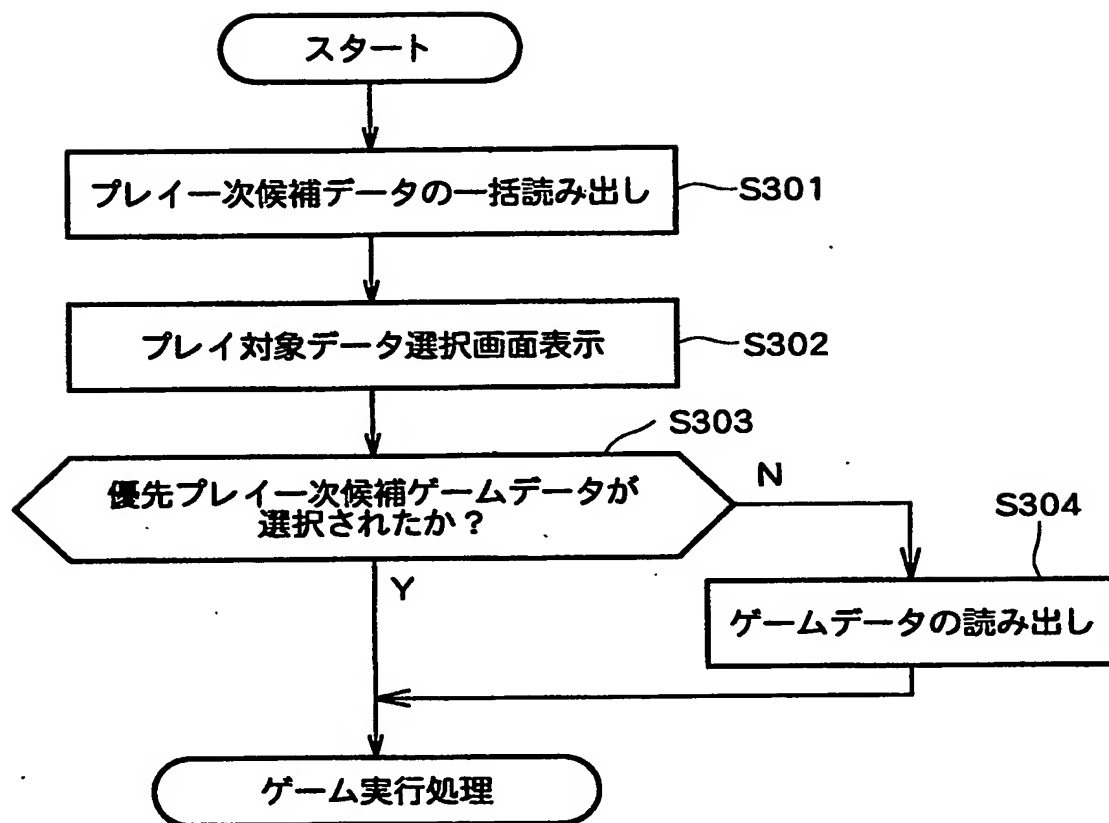 スタート
プレイ一次候補データの一括読み出し
S301
プレイ対象データ選択画面表示
S302
S303
優先プレイ一次候補ゲームデータが
選択されたか？
N
S304
Y
ゲームデータの読み出し
ゲーム実行処理